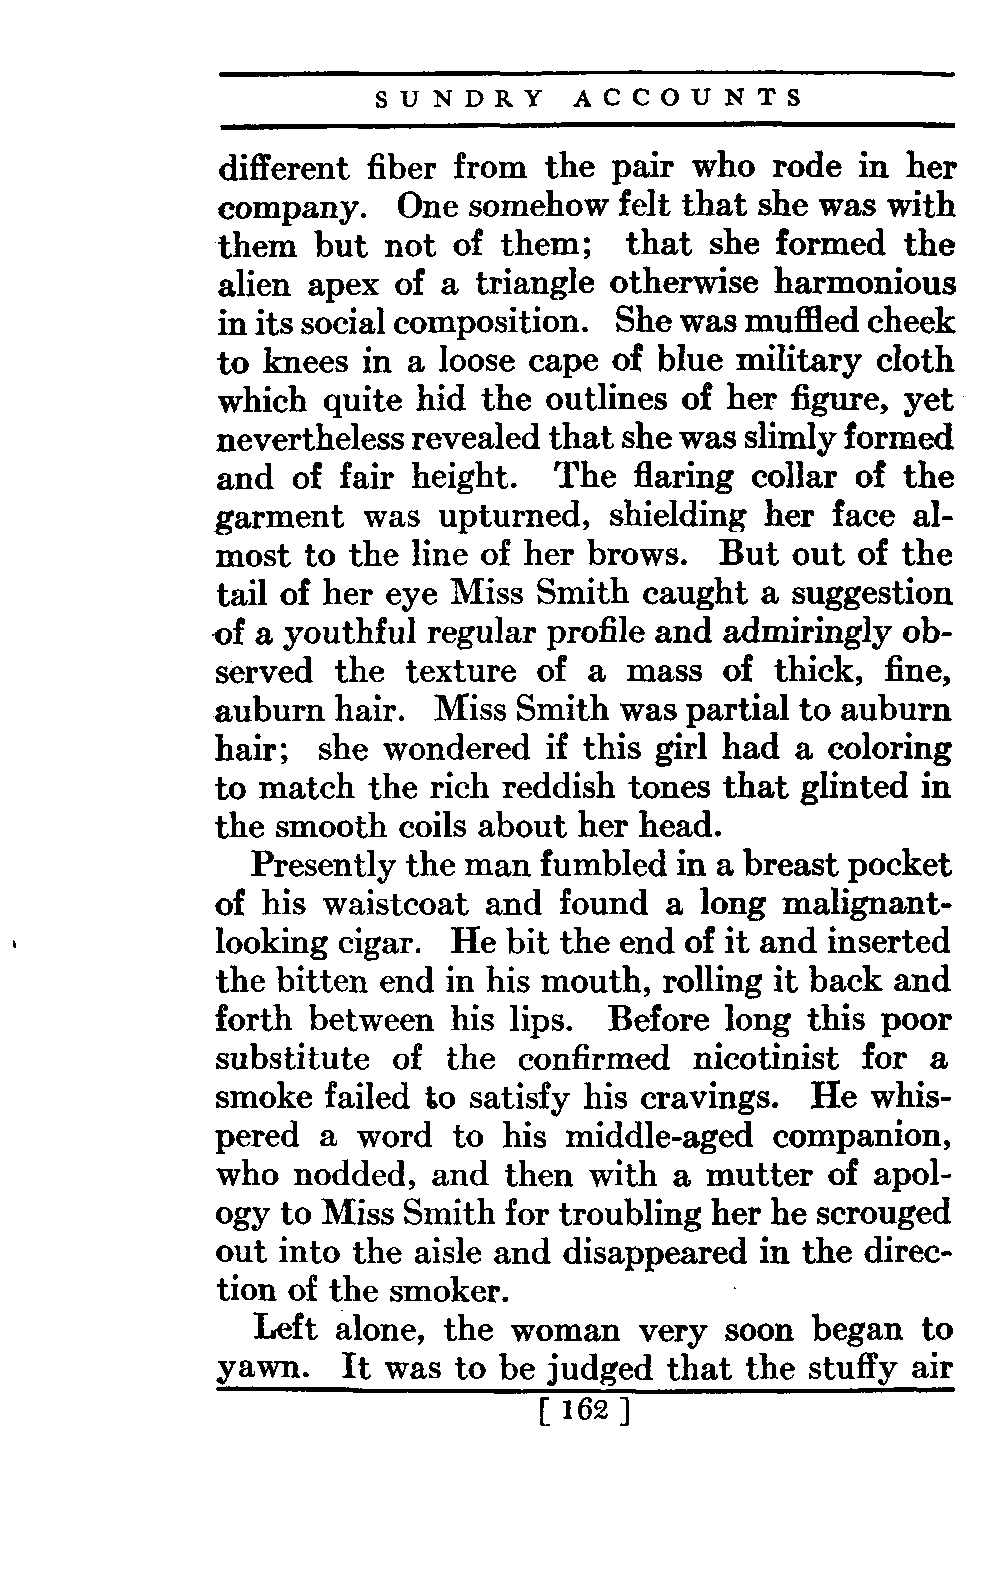 SUNDRY ACCOUNTS
different fiber from the pair who rode in her
company. One somehow felt that she was with
them but not of them; that she formed the
alien apex of a triangle otherwise harmonious
in its social composition. She was muffled cheek
to knees in a loose cape of blue military cloth
which quite hid the outlines of her figure, yet
nevertheless revealed that she was slimly formed
and of fair height. The flaring collar of the
garment was upturned, shielding her face al-
most to the line of her brows. But out of the
tail of her eye Miss Smith caught a suggestion
of a youthful regular profile and admiringly ob-
served the texture of a mass of thick, fine,
auburn hair. Miss Smith was partial to auburn
hair; she wondered if this girl had a coloring
to match the rich reddish tones that glinted in
the smooth coils about her head.
Presently the man fumbled in a breast pocket
of his waistcoat and found a long malignant-
looking cigar. He bit the end of it and inserted
the bitten end in his mouth, rolling it back and
forth between his lips. Before long this poor
substitute of the confirmed nicotinist for a
smoke failed to satisfy his cravings. He whis-
pered a word to his middle-aged companion,
who nodded, and then with a mutter of apol-
ogy to Miss Smith for troubling her he scrouged
out into the aisle and disappeared in the direc-
tion of the smoker.
Left alone, the woman very soon began to
yawn. It was to be judged that the stuffy air
[ 162 ]